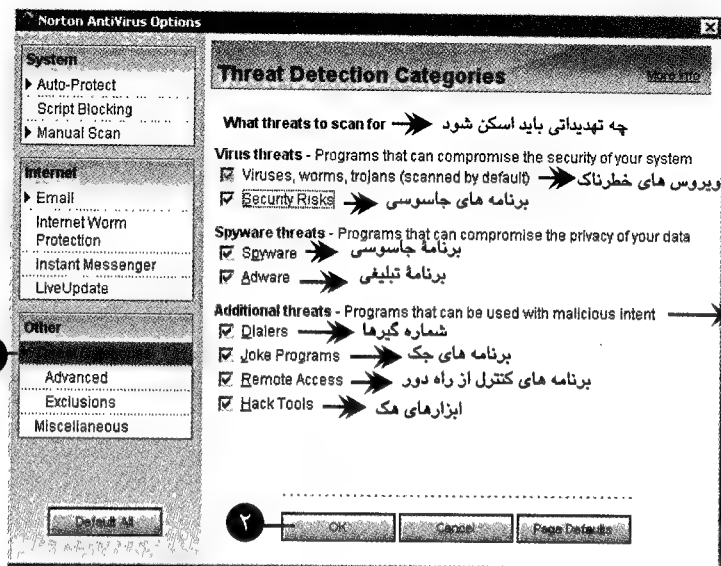 Norton AntiVirus Options
System
Auto-Protect
Script Blocking
Manual Scan
Internet
Email
Internet Worm
Protection
Instant Messenger
LiveUpdate
Other
Advanced
Exclusions
Miscellaneous
Default All
Threat Detection Categories
More Info
What threats to scan for چه تهدیداتی باید اسکن شود
Virus threats - Programs that can compromise the security of your system
Viruses, worms, trojans (scanned by default) ویروس های خطرناک
Security Risks برنامه های جاسوسی
Spyware threats - Programs that can compromise the privacy of your data
Spyware برنامهٔ جاسوسی
Adware برنامهٔ تبلیغی
Additional threats - Programs that can be used with malicious intent
Dialers شماره گیرها
Joke Programs برنامه های جک
Remote Access برنامه های کنترل از راه دور
Hack Tools ابزارهای هک
۲
OK
Cancel
Page Defaults